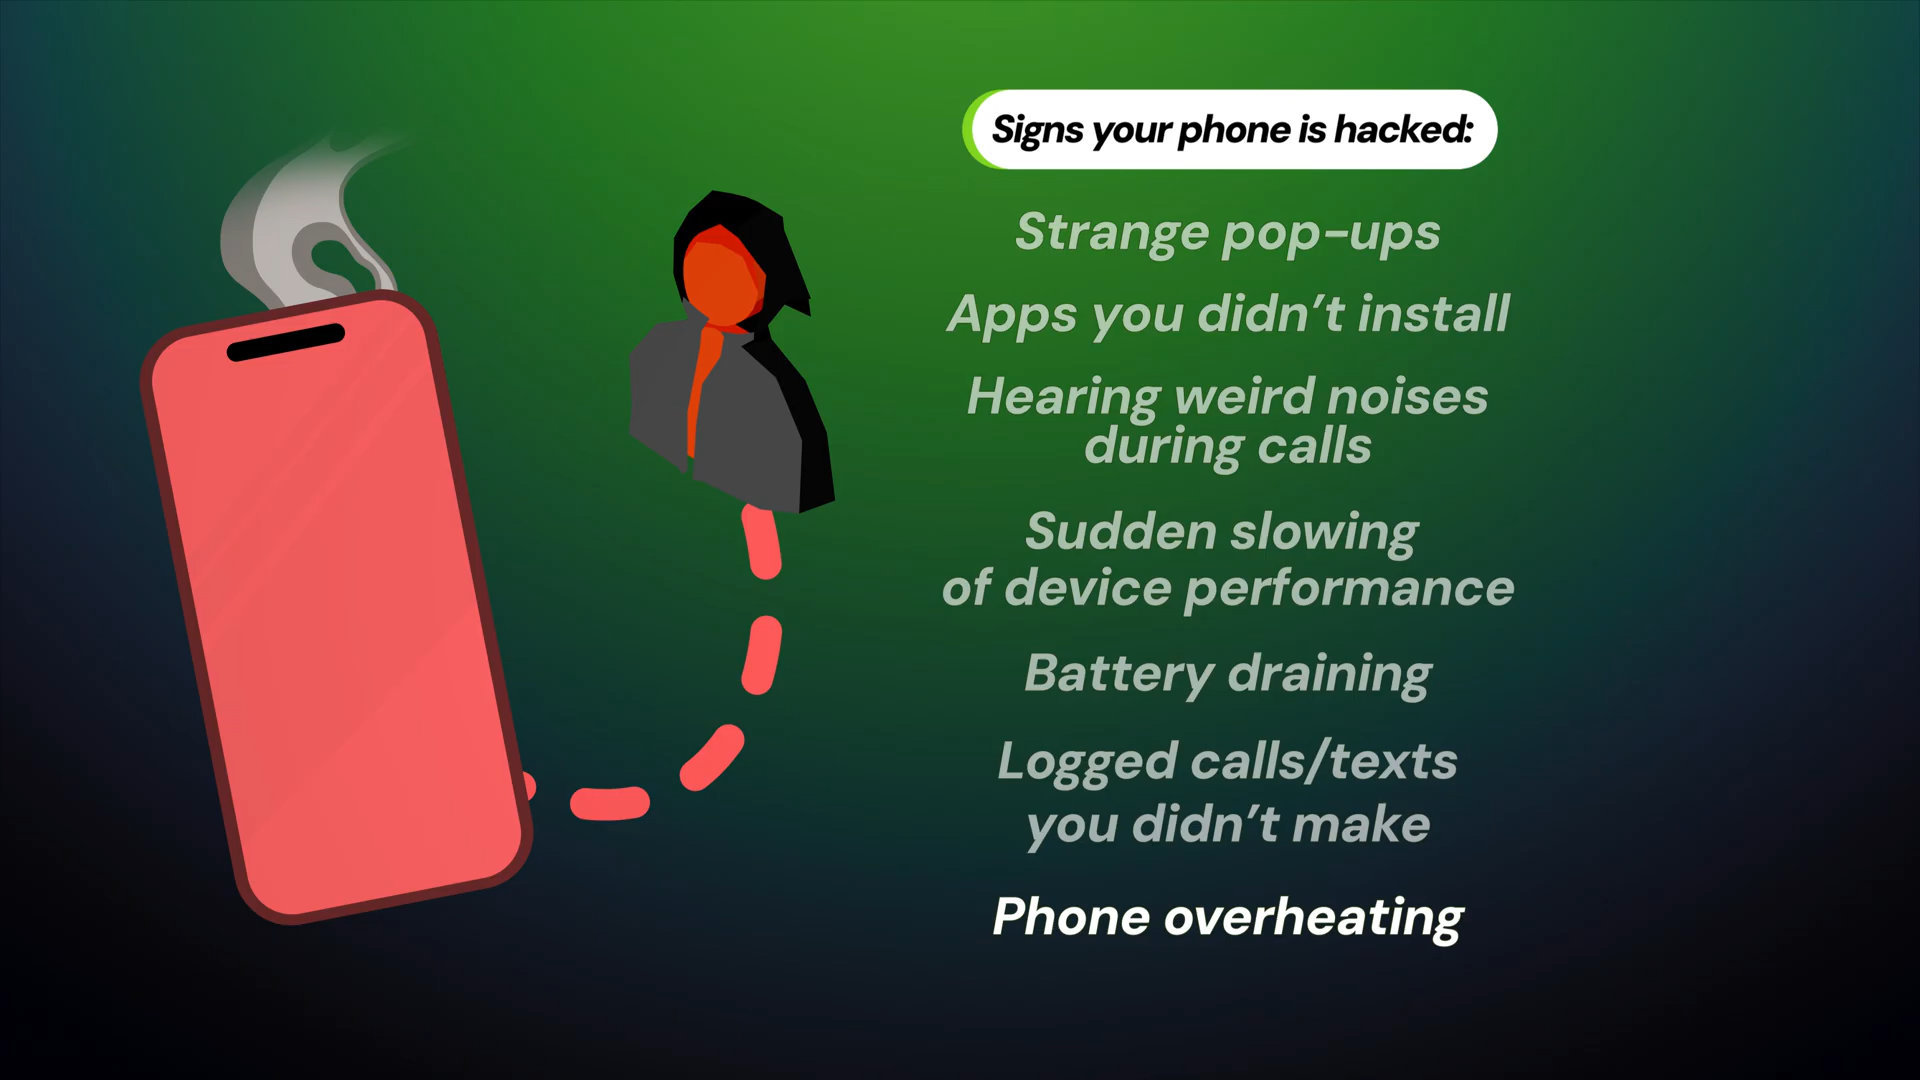 Signs your phone is hacked:
Strange pop-ups
Apps you didn’t install
Hearing weird noises
during calls
Sudden slowing
of device performance
Battery draining
Logged calls/texts
you didn’t make
Phone overheating